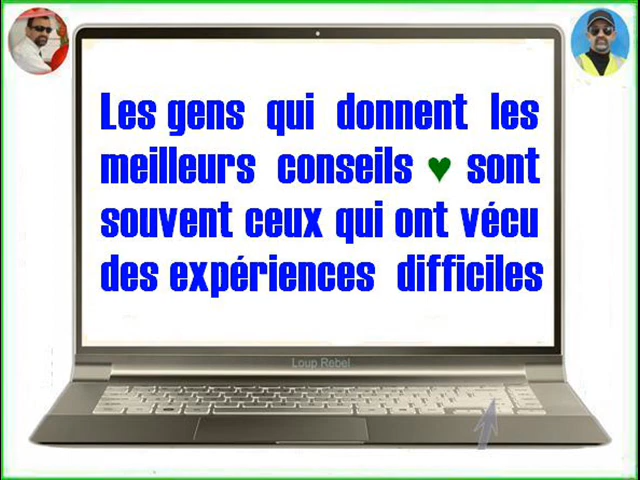 Les gens qui donnent les
meilleurs conseils ♥ sont
souvent ceux qui ont vécu
des expériences difficiles
Loup Rebel